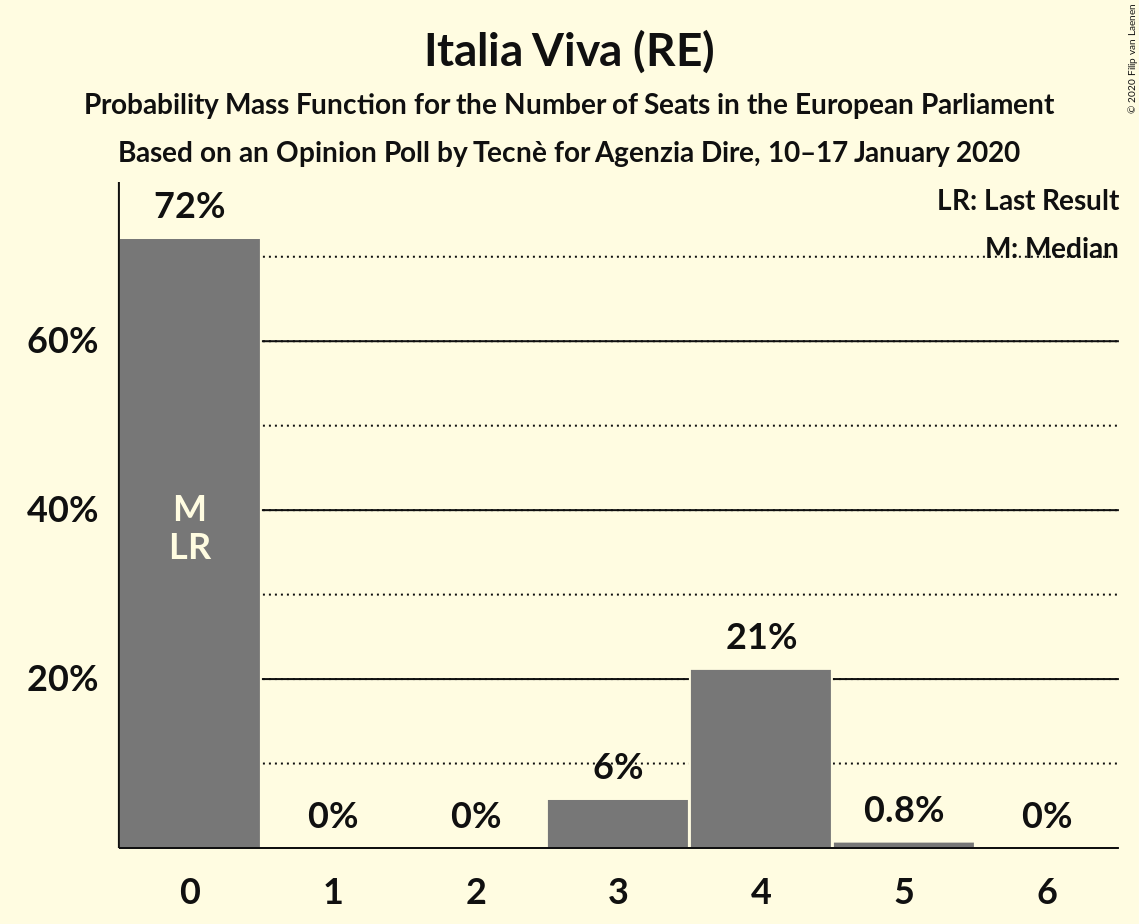 Italia Viva (RE)
Probability Mass Function for the Number of Seats in the European Parliament
Based on an Opinion Poll by Tecnè for Agenzia Dire, 10–17 January 2020
© 2020 Filip van Laenen
LR: Last Result
M: Median
72%
60%
40%
20%
M
LR
0%
0%
6%
21%
0.8%
0%
0 1 2 3 4 5 6